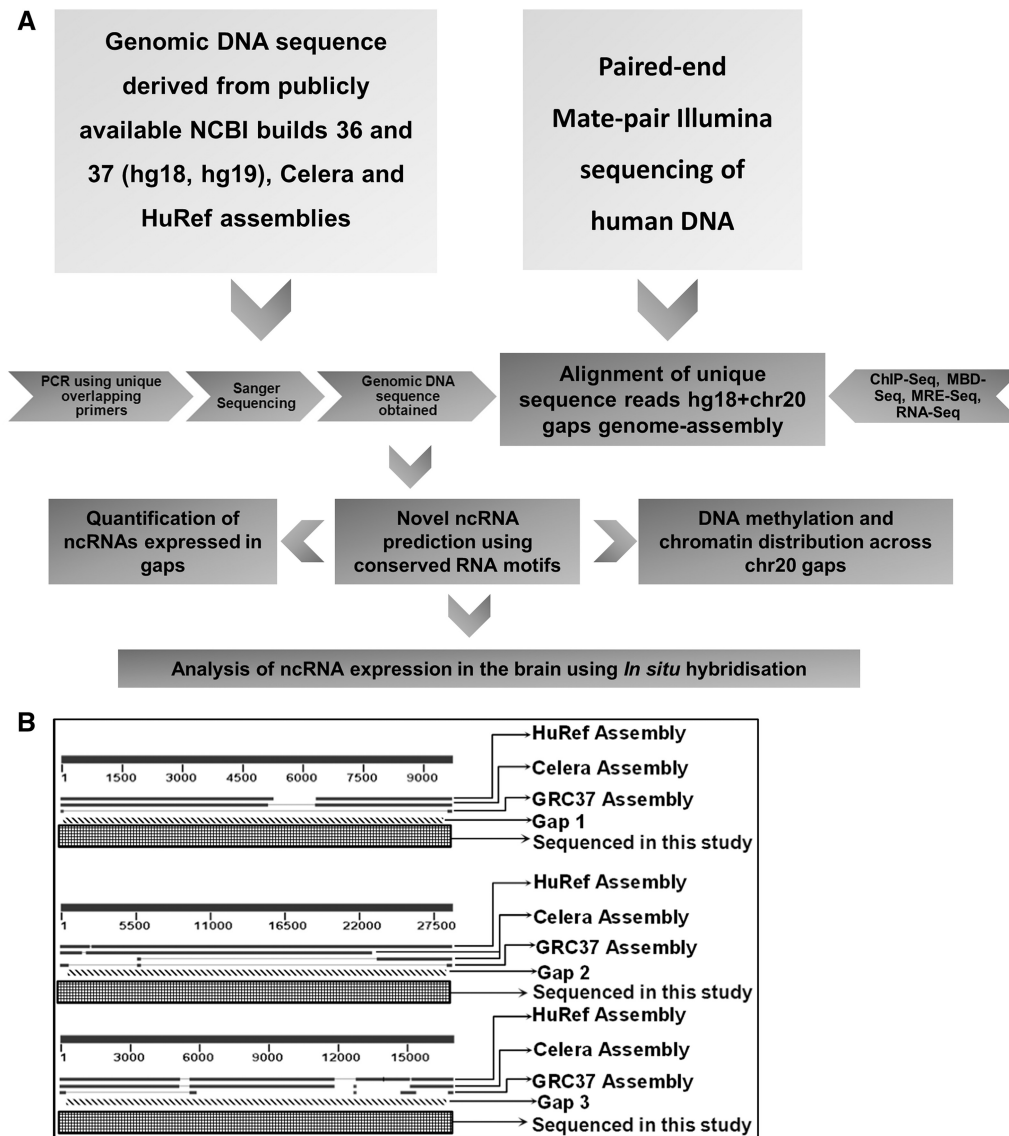 A
Genomic DNA sequence
derived from publicly
available NCBI builds 36 and
37 (hg18, hg19), Celera and
HuRef assemblies
Paired-end
Mate-pair Illumina
sequencing of
human DNA
PCR using unique
overlapping
primers
Sanger
Sequencing
Genomic DNA
sequence
obtained
Alignment of unique
sequence reads hg18+chr20
gaps genome-assembly
ChIP-Seq, MBD-
Seq, MRE-Seq,
RNA-Seq
Quantification of
ncRNAs expressed in
gaps
Novel ncRNA
prediction using
conserved RNA motifs
DNA methylation and
chromatin distribution across
chr20 gaps
Analysis of ncRNA expression in the brain using In situ hybridisation
B
HuRef Assembly
1 1500 3000 4500 6000 7500 9000
Celera Assembly
GRC37 Assembly
Gap 1
Sequenced in this study
HuRef Assembly
1 5500 11000 16500 22000 27500
Celera Assembly
GRC37 Assembly
Gap 2
Sequenced in this study
HuRef Assembly
1 3000 6000 9000 12000 15000
Celera Assembly
GRC37 Assembly
Gap 3
Sequenced in this study